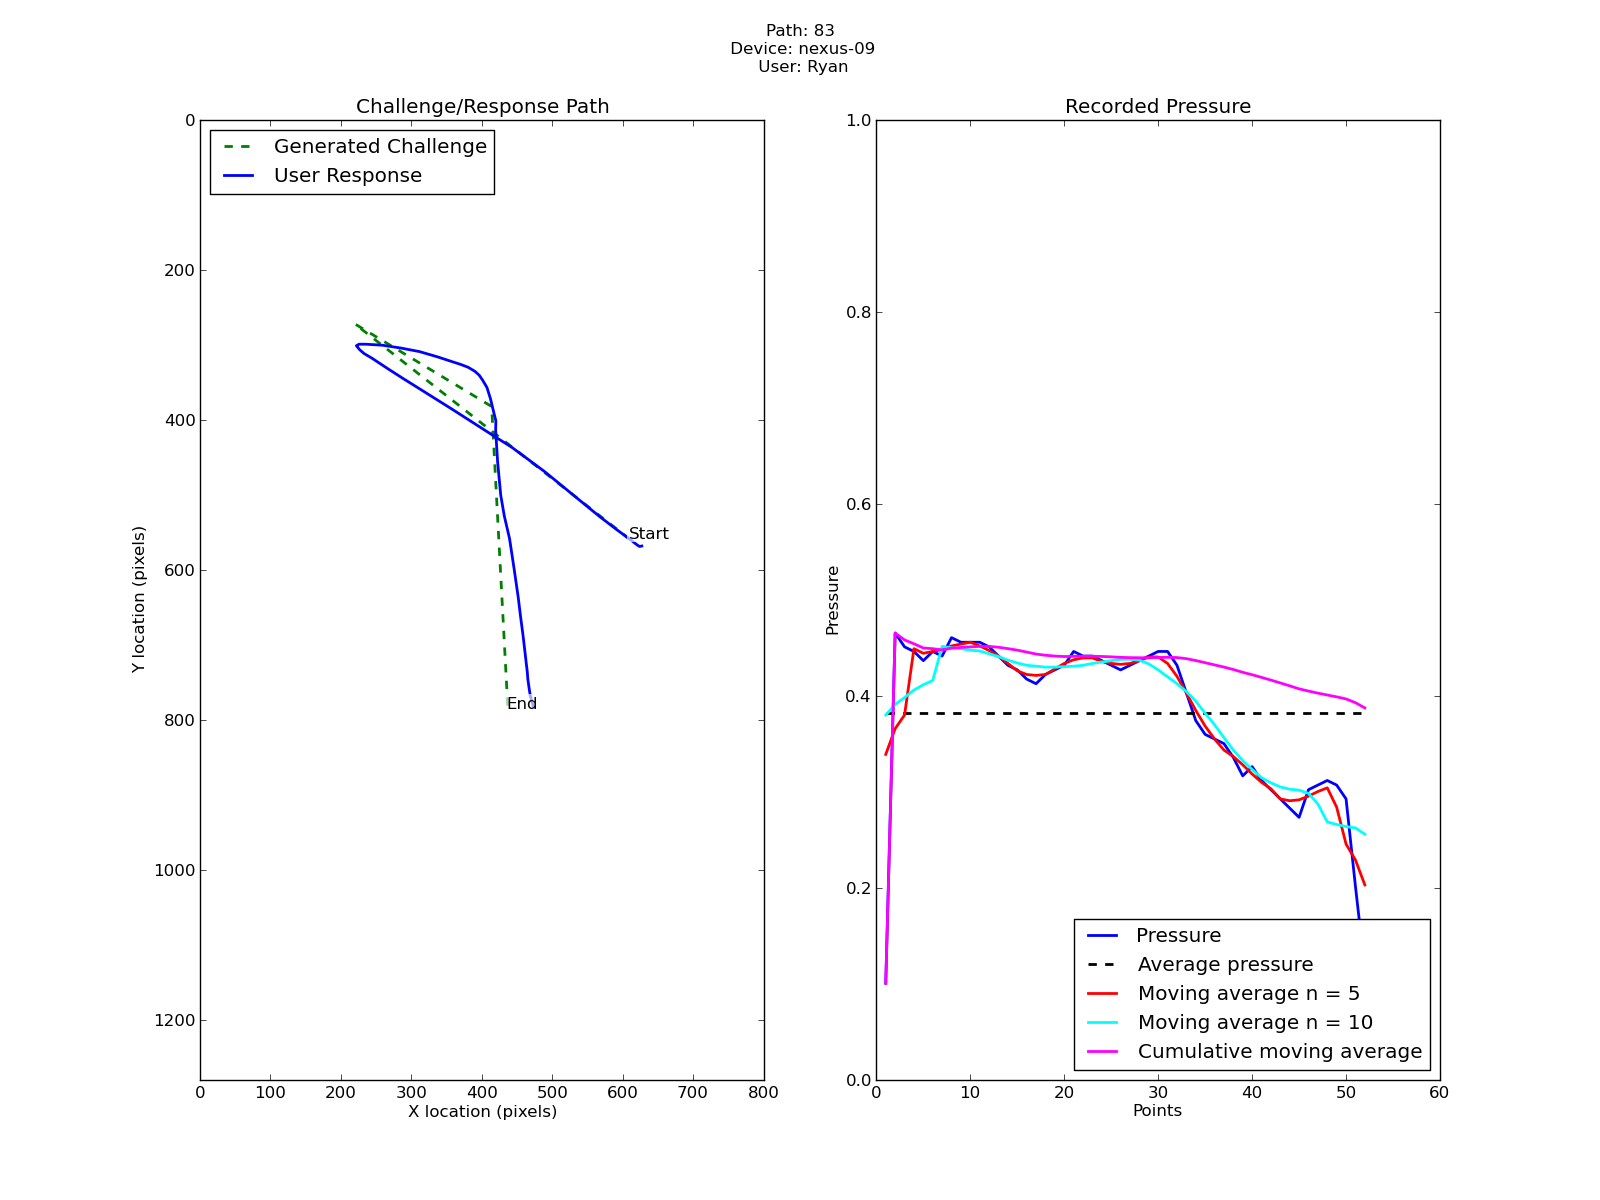 Path: 83
Device: nexus-09
User: Ryan
Challenge/Response Path
Generated Challenge
User Response
0
200
400
600
800
1000
1200
Y location (pixels)
Start
End
0 100 200 300 400 500 600 700 800
X location (pixels)
Recorded Pressure
1.0
0.8
0.6
0.4
0.2
0.0
Pressure
Pressure
Average pressure
Moving average n = 5
Moving average n = 10
Cumulative moving average
0 10 20 30 40 50 60
Points